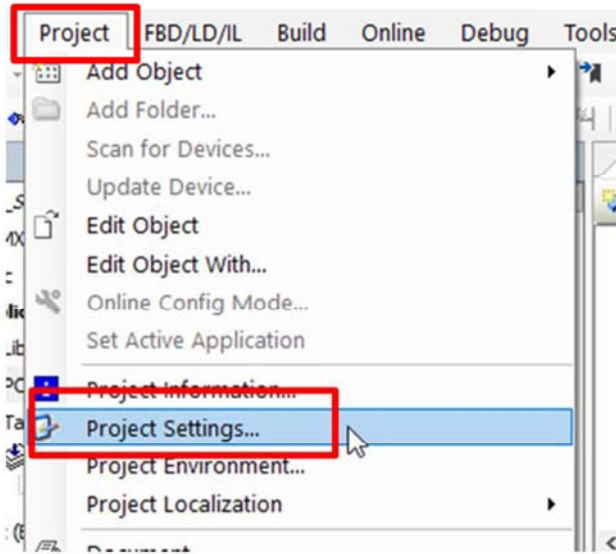 Project FBD/LD/IL Build Online Debug Tools
Add Object
Add Folder...
Scan for Devices...
Update Device...
Edit Object
Edit Object With...
Online Config Mode...
Set Active Application
Project Information...
Project Settings...
Project Environment...
Project Localization
Document